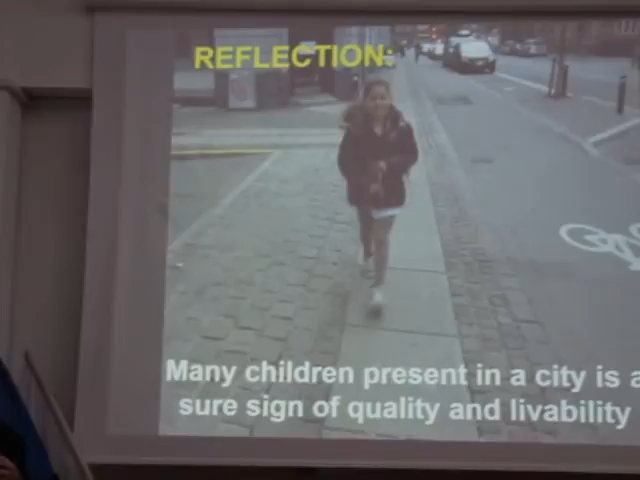 REFLECTION:
Many children present in a city is a
sure sign of quality and livability